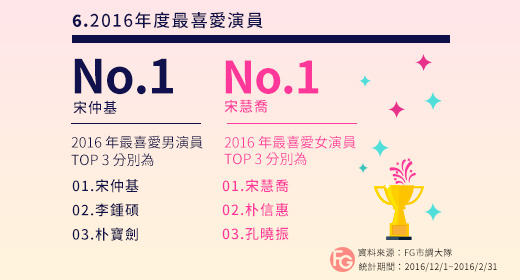 6.2016年度最喜愛演員
No.1
宋仲基
2016 年最喜愛男演員
TOP 3 分別為
01.宋仲基
02.李鍾碩
03.朴寶劍
No.1
宋慧喬
2016 年最喜愛女演員
TOP 3 分別為
01.宋慧喬
02.朴信惠
03.孔曉振
FG
資料來源：FG市調大隊
統計期間：2016/12/1~2016/2/31